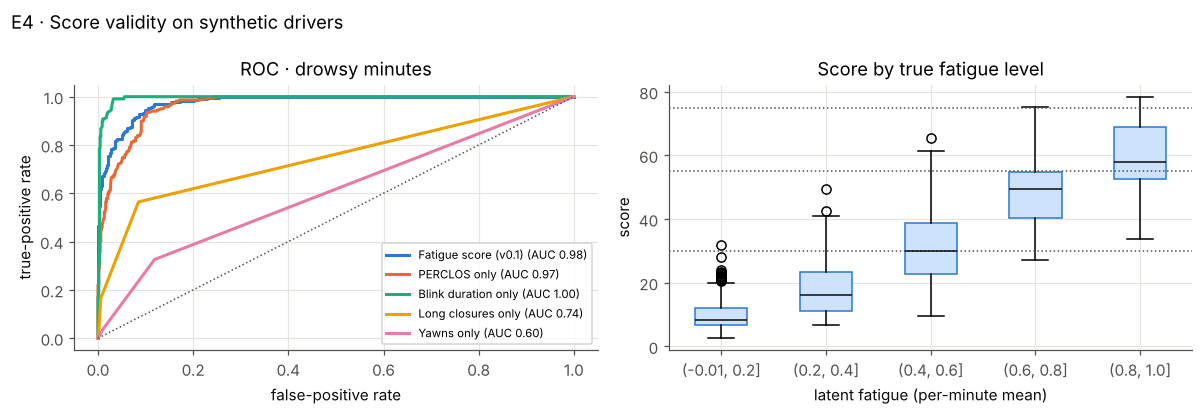 E4 · Score validity on synthetic drivers
ROC · drowsy minutes
true-positive rate
1.0
0.8
0.6
0.4
0.2
0.0
Fatigue score (v0.1) (AUC 0.98)
PERCLOS only (AUC 0.97)
Blink duration only (AUC 1.00)
Long closures only (AUC 0.74)
Yawns only (AUC 0.60)
0.0 0.2 0.4 0.6 0.8 1.0
false-positive rate
Score by true fatigue level
score
80
60
40
20
0
(-0.01, 0.2] (0.2, 0.4] (0.4, 0.6] (0.6, 0.8] (0.8, 1.0]
latent fatigue (per-minute mean)